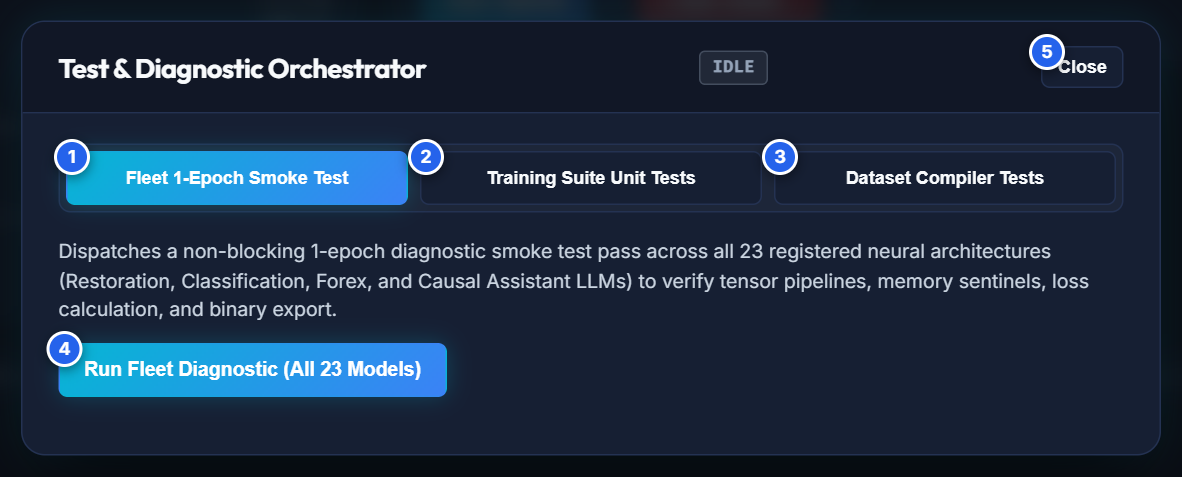 Test & Diagnostic Orchestrator
IDLE
5
Close
1
Fleet 1-Epoch Smoke Test
2
Training Suite Unit Tests
3
Dataset Compiler Tests
Dispatches a non-blocking 1-epoch diagnostic smoke test pass across all 23 registered neural architectures
(Restoration, Classification, Forex, and Causal Assistant LLMs) to verify tensor pipelines, memory sentinels, loss
calculation, and binary export.
4
Run Fleet Diagnostic (All 23 Models)